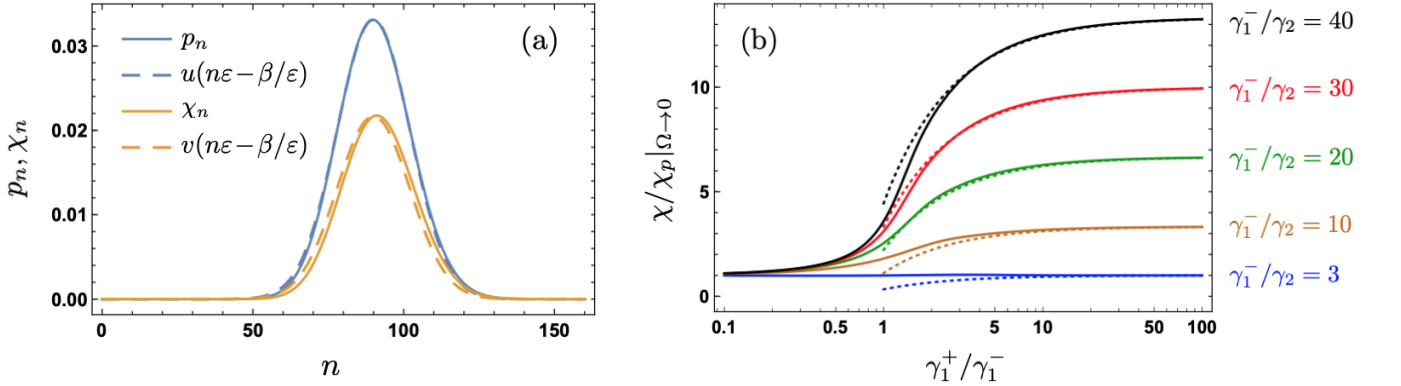 (a)
p_n
u(nε−β/ε)
χ_n
v(nε−β/ε)
p_n, χ_n
0.03
0.02
0.01
0.00
0 50 100 150
n
(b)
χ/χ_p|Ω→0
10
5
0
0.1 0.5 1 5 10 50 100
γ_1^+/γ_1^-
γ_1^-/γ_2 = 40
γ_1^-/γ_2 = 30
γ_1^-/γ_2 = 20
γ_1^-/γ_2 = 10
γ_1^-/γ_2 = 3